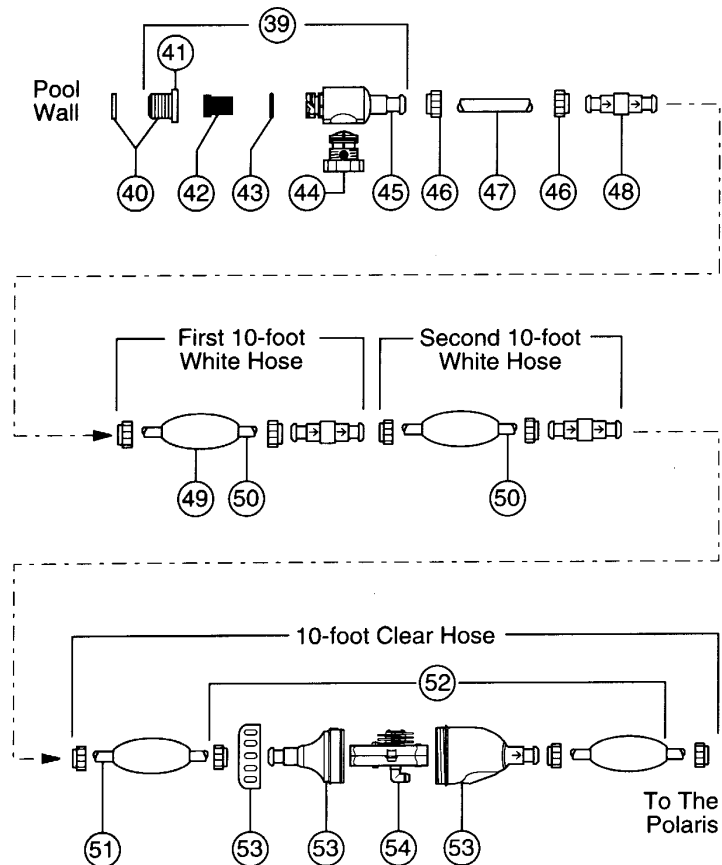 39
41
Pool
Wall
40
42
43
44
45
46
47
46
48
First 10-foot
White Hose
Second 10-foot
White Hose
49
50
50
10-foot Clear Hose
52
To The
Polaris
51
53
53
54
53